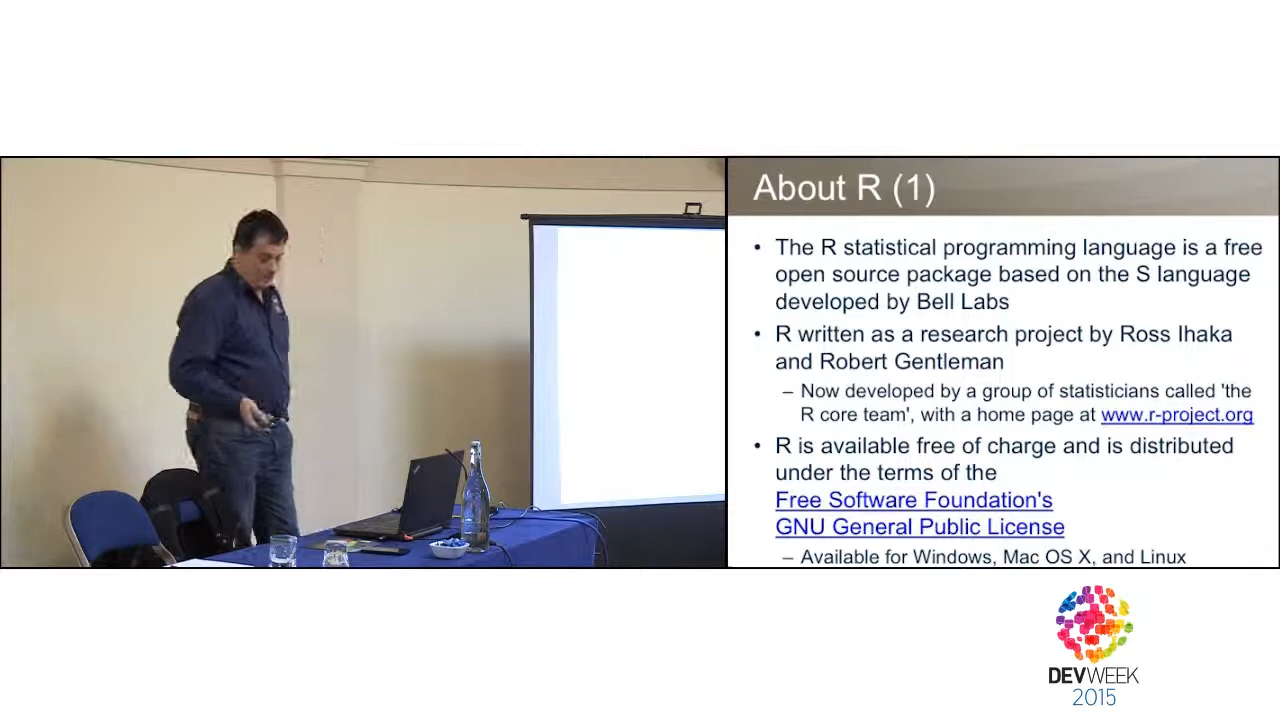 About R (1)
• The R statistical programming language is a free
open source package based on the S language
developed by Bell Labs
• R written as a research project by Ross Ihaka
and Robert Gentleman
– Now developed by a group of statisticians called 'the
R core team', with a home page at www.r-project.org
• R is available free of charge and is distributed
under the terms of the
Free Software Foundation's
GNU General Public License
– Available for Windows, Mac OS X, and Linux
DEVWEEK
2015